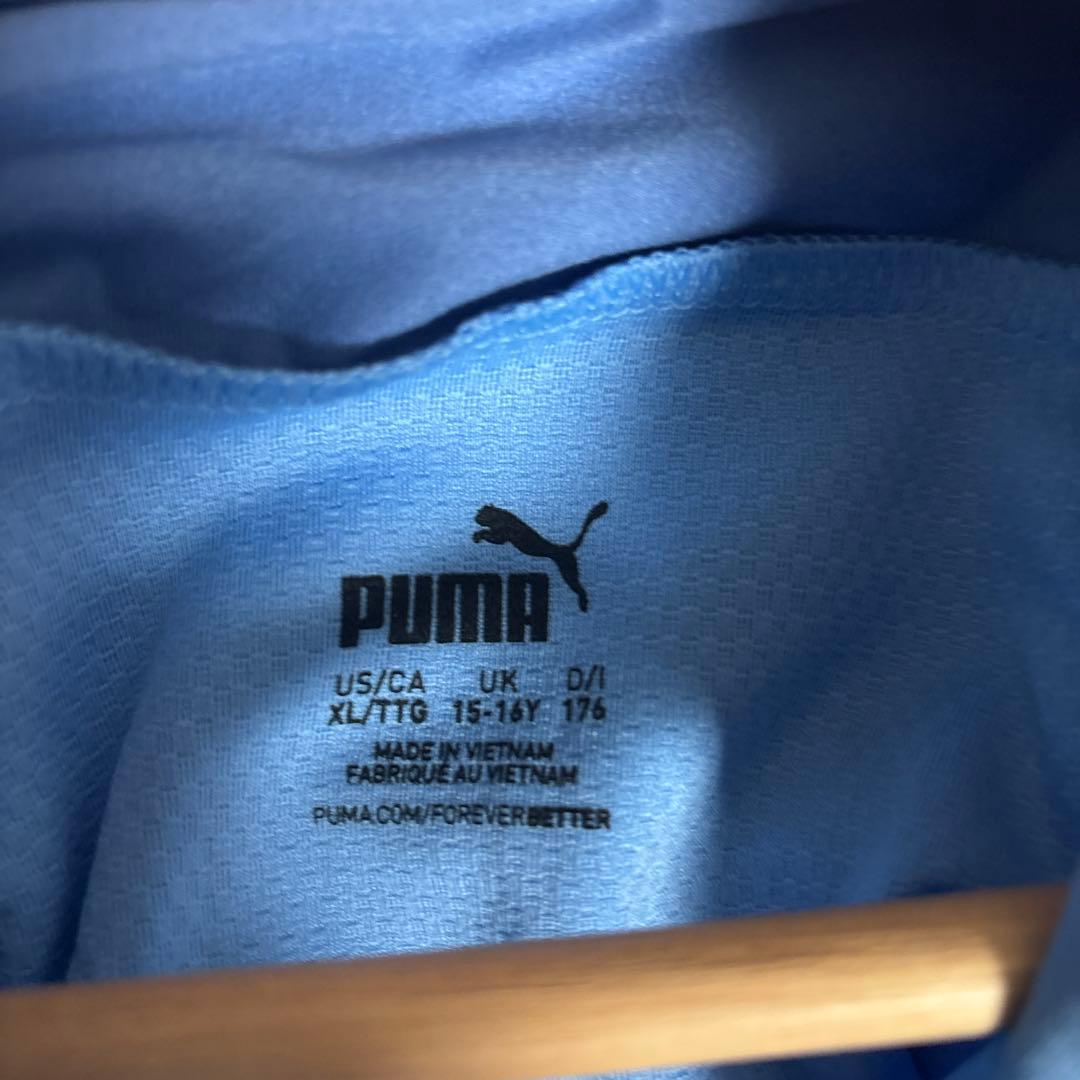 PUMA
US/CA UK D/I
XL/TTG 15-16Y 176
MADE IN VIETNAM
FABRIQUÉ AU VIETNAM
PUMA.COM/FOREVERBETTER